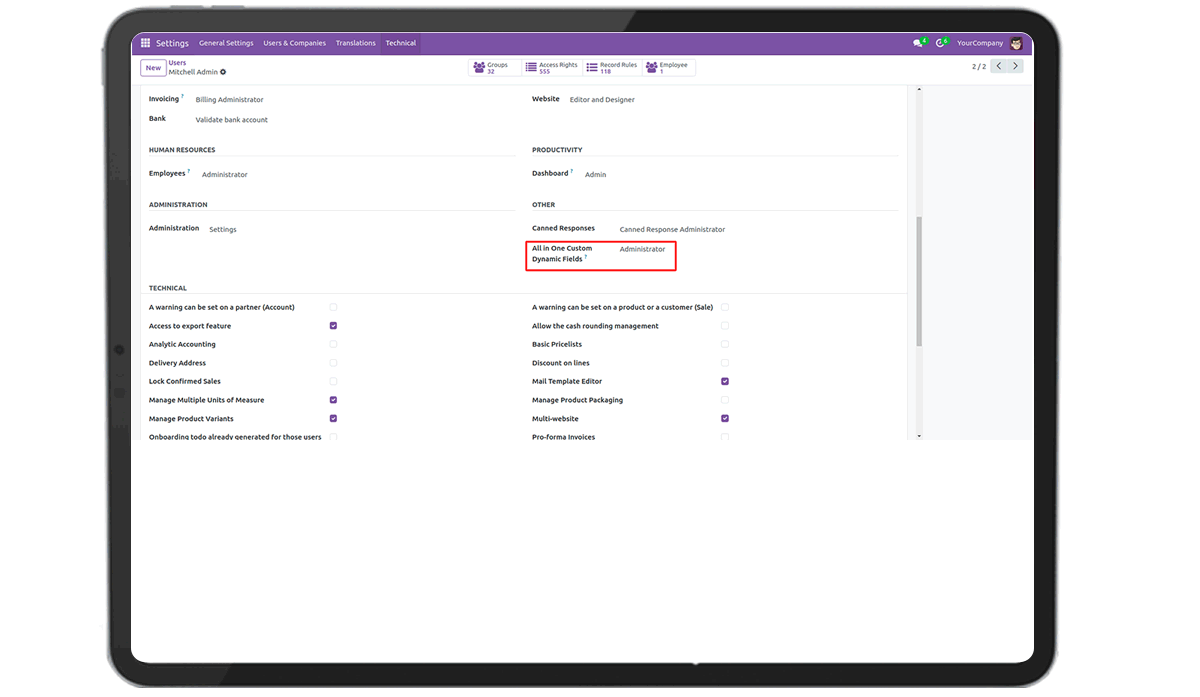 Settings General Settings Users & Companies Translations Technical 4 6 YourCompany
New Users
Mitchell Admin
Groups 32
Access Rights 555
Record Rules 118
Employee 1
2 / 2
Invoicing ? Billing Administrator
Website Editor and Designer
Bank Validate bank account
HUMAN RESOURCES
PRODUCTIVITY
Employees ? Administrator
Dashboard ? Admin
ADMINISTRATION
OTHER
Administration Settings
Canned Responses Canned Response Administrator
All in One Custom Administrator
Dynamic Fields ?
TECHNICAL
A warning can be set on a partner (Account)
A warning can be set on a product or a customer (Sale)
Access to export feature
Allow the cash rounding management
Analytic Accounting
Basic Pricelists
Delivery Address
Discount on lines
Lock Confirmed Sales
Mail Template Editor
Manage Multiple Units of Measure
Manage Product Packaging
Manage Product Variants
Multi-website
Onboarding todo already generated for those users
Pro-forma Invoices